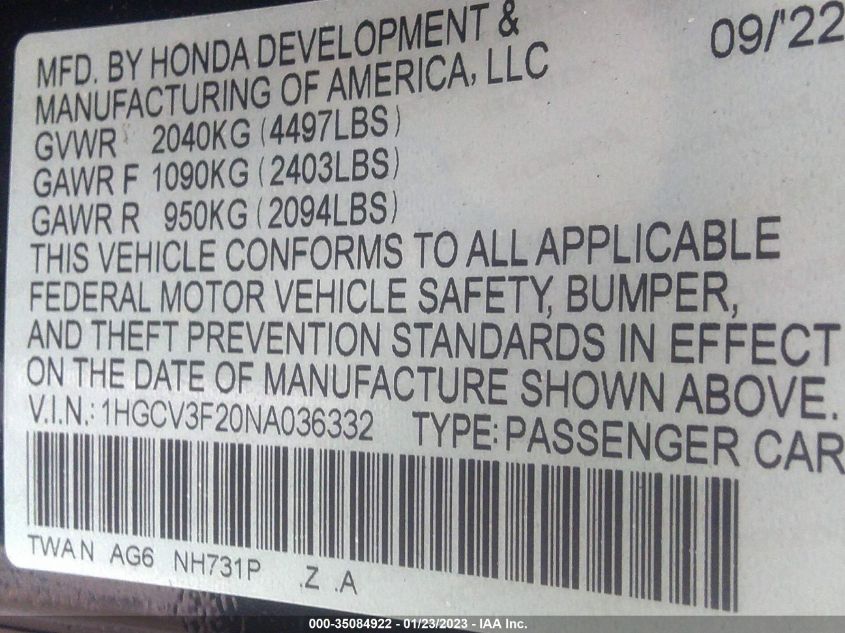 09/'22
MFD. BY HONDA DEVELOPMENT &
MANUFACTURING OF AMERICA, LLC
GVWR 2040KG (4497LBS)
GAWR F 1090KG (2403LBS)
GAWR R 950KG (2094LBS)
THIS VEHICLE CONFORMS TO ALL APPLICABLE
FEDERAL MOTOR VEHICLE SAFETY, BUMPER,
AND THEFT PREVENTION STANDARDS IN EFFECT
ON THE DATE OF MANUFACTURE SHOWN ABOVE.
V.I.N.: 1HGCV3F20NA036332 TYPE: PASSENGER CAR
TWA N AG6 NH731P .Z .A
000-35084922 - 01/23/2023 - IAA Inc.